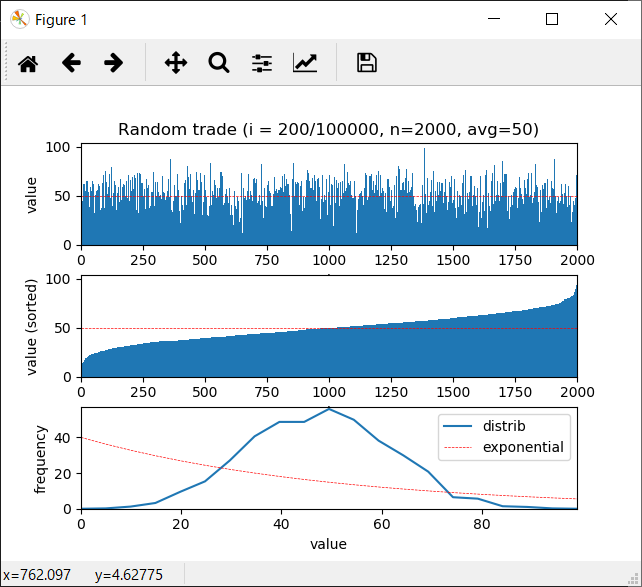 Figure 1
Random trade (i = 200/100000, n=2000, avg=50)
100
50
0
value
0 250 500 750 1000 1250 1500 1750 2000
100
50
0
value (sorted)
0 250 500 750 1000 1250 1500 1750 2000
40
20
0
frequency
distrib
exponential
0 20 40 60 80
value
x=762.097 y=4.62775